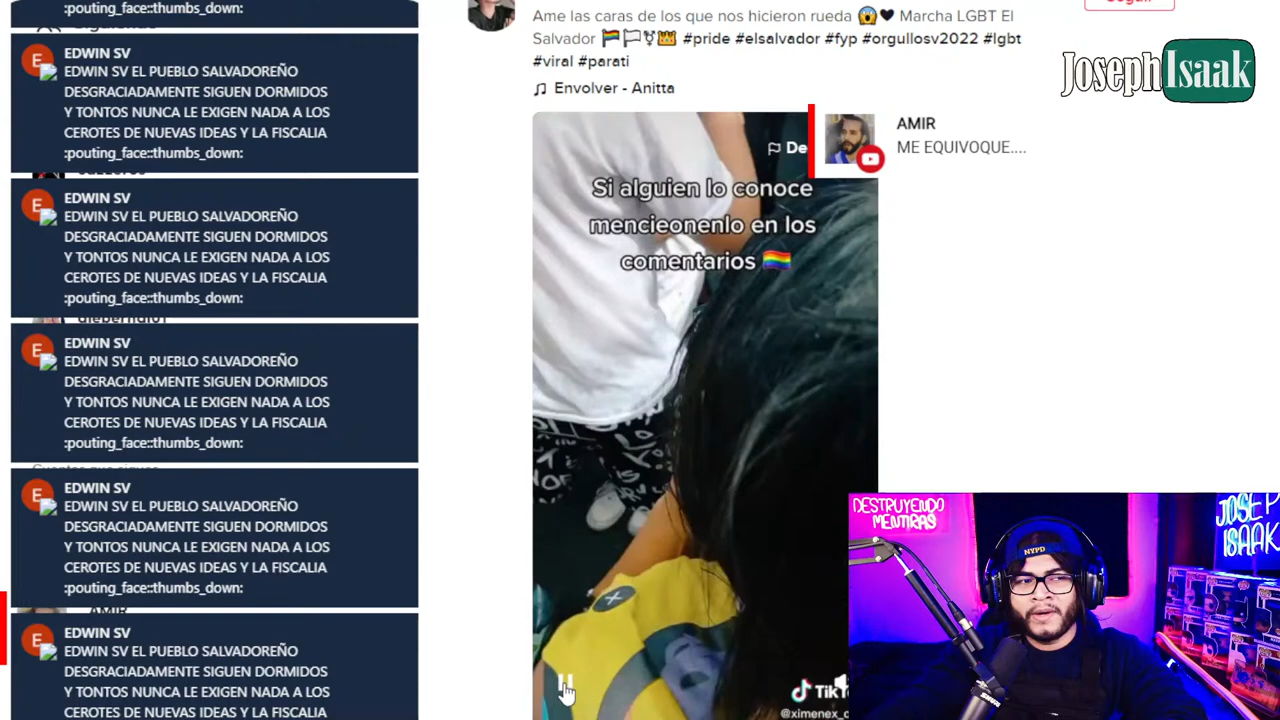 :pouting_face::thumbs_down:
EDWIN SV
EDWIN SV EL PUEBLO SALVADOREÑO
DESGRACIADAMENTE SIGUEN DORMIDOS
Y TONTOS NUNCA LE EXIGEN NADA A LOS
CEROTES DE NUEVAS IDEAS Y LA FISCALIA
:pouting_face::thumbs_down:
EDWIN SV
EDWIN SV EL PUEBLO SALVADOREÑO
DESGRACIADAMENTE SIGUEN DORMIDOS
Y TONTOS NUNCA LE EXIGEN NADA A LOS
CEROTES DE NUEVAS IDEAS Y LA FISCALIA
:pouting_face::thumbs_down:
EDWIN SV
EDWIN SV EL PUEBLO SALVADOREÑO
DESGRACIADAMENTE SIGUEN DORMIDOS
Y TONTOS NUNCA LE EXIGEN NADA A LOS
CEROTES DE NUEVAS IDEAS Y LA FISCALIA
:pouting_face::thumbs_down:
EDWIN SV
EDWIN SV EL PUEBLO SALVADOREÑO
DESGRACIADAMENTE SIGUEN DORMIDOS
Y TONTOS NUNCA LE EXIGEN NADA A LOS
CEROTES DE NUEVAS IDEAS Y LA FISCALIA
:pouting_face::thumbs_down:
AMIR
EDWIN SV
EDWIN SV EL PUEBLO SALVADOREÑO
DESGRACIADAMENTE SIGUEN DORMIDOS
Y TONTOS NUNCA LE EXIGEN NADA A LOS
CEROTES DE NUEVAS IDEAS Y LA FISCALIA
Ame las caras de los que nos hicieron rueda 😱🖤 Marcha LGBT El
Salvador 🏳️‍🌈🏳️⚧👑 #pride #elsalvador #fyp #orgullosv2022 #lgbt
#viral #parati
Envolver - Anitta
Si alguien lo conoce
mencieonenlo en los
comentarios 🏳️‍🌈
AMIR
ME EQUIVOQUE....
JosephIsaak
DESTRUYENDO
MENTIRAS
NYPD
JOSEP
ISAAK